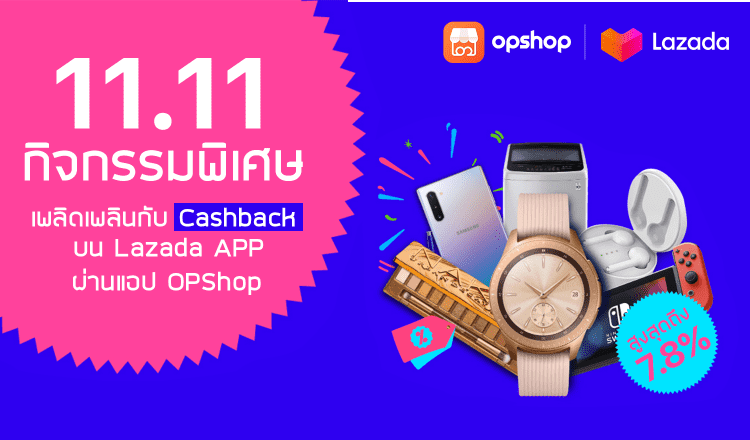 opshop
Lazada
11.11
กิจกรรมพิเศษ
เพลิดเพลินกับ Cashback
บน Lazada APP
ผ่านแอป OPShop
SAMSUNG
สูงสุดถึง
7.8%